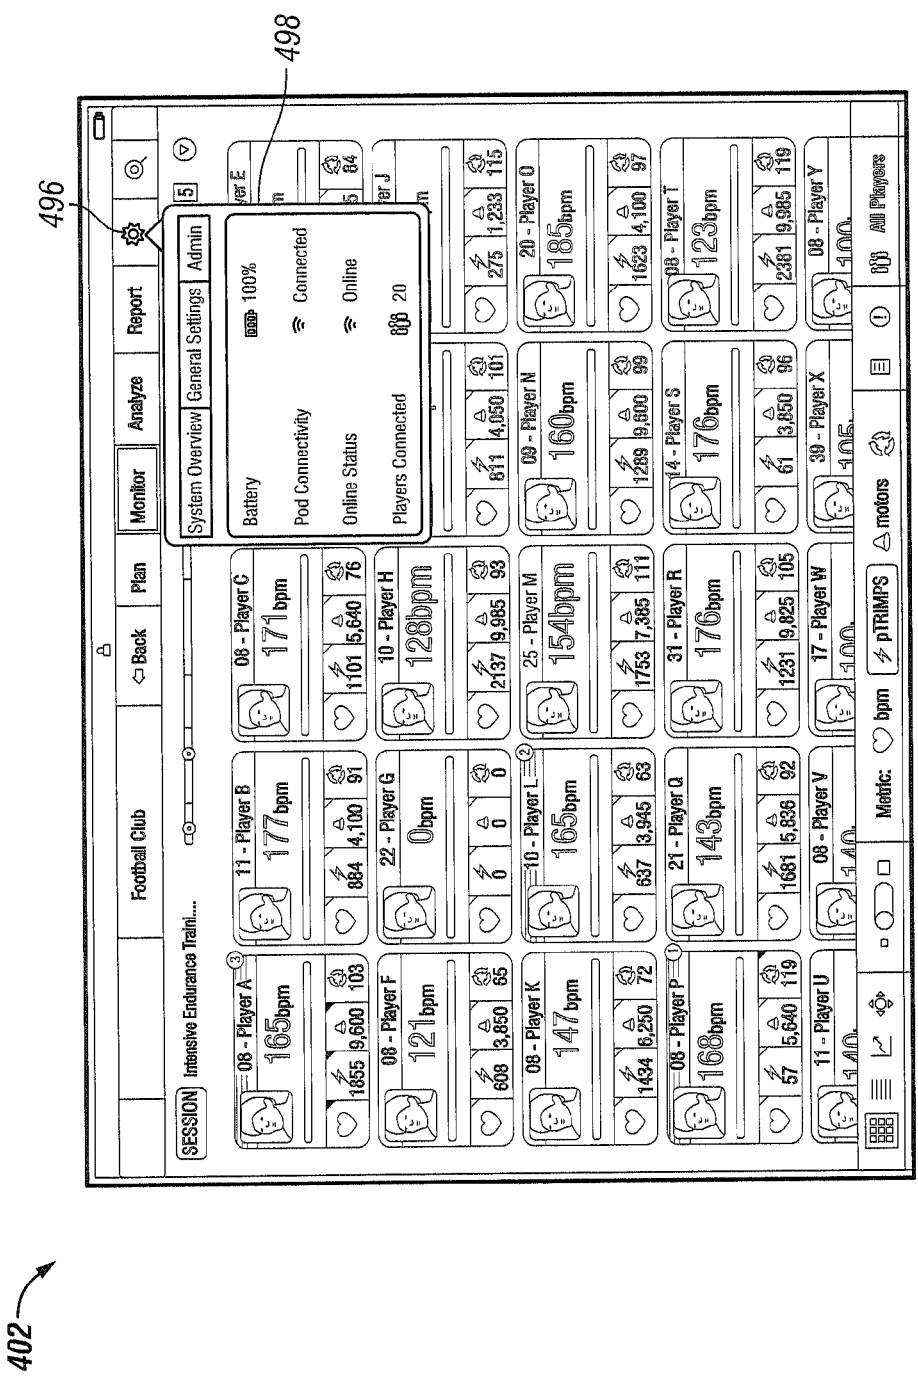 402
496
498
Football Club
Back
Plan
Monitor
Analyze
Report
SESSION
Intensive Endurance Traini....
5
System Overview
General Settings
Admin
Battery
100%
Pod Connectivity
Connected
Online Status
Online
Players Connected
20
3
08 - Player A
165bpm
1855
9,600
103
11 - Player B
177bpm
884
4,100
91
08 - Player C
171bpm
1101
5,640
76
yer E
84
08 - Player F
121bpm
608
3,850
65
22 - Player G
0bpm
0
0
0
10 - Player H
128bpm
2137
9,985
93
811
4,050
101
yer J
275
1,233
115
08 - Player K
147bpm
1434
6,250
72
2
10 - Player L
165bpm
637
3,945
63
25 - Player M
154bpm
1753
7,385
111
09 - Player N
160bpm
1289
9,600
99
20 - Player O
185bpm
1623
4,100
97
1
08 - Player P
168bpm
57
5,640
119
21 - Player Q
143bpm
1681
5,836
92
31 - Player R
176bpm
1231
9,825
105
14 - Player S
176bpm
61
3,850
96
08 - Player T
123bpm
2381
9,985
119
11 - Player U
08 - Player V
17 - Player W
39 - Player X
08 - Player Y
Metric:
bpm
pTRIMPS
motors
All Players